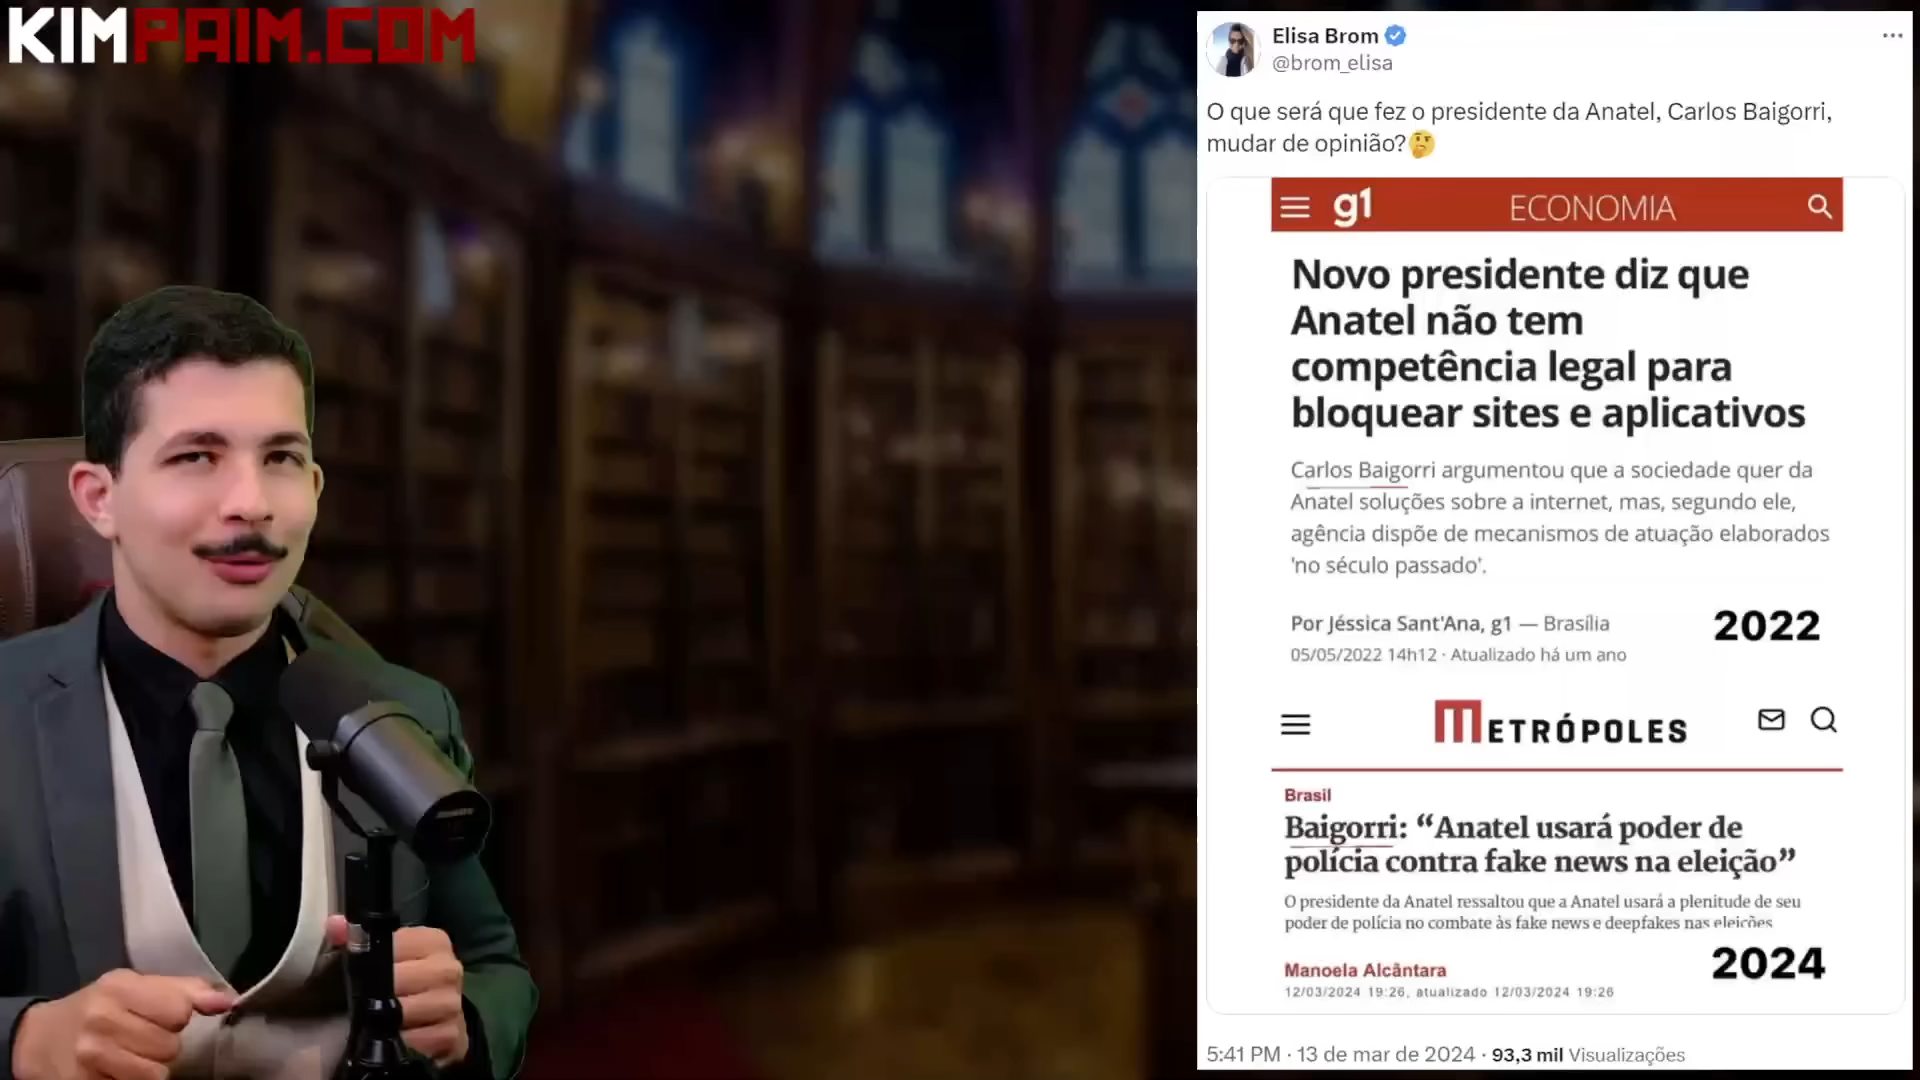 KIMPAIM.COM
Elisa Brom
@brom_elisa
O que será que fez o presidente da Anatel, Carlos Baigorri,
mudar de opinião?🤔
g1 ECONOMIA
Novo presidente diz que
Anatel não tem
competência legal para
bloquear sites e aplicativos
Carlos Baigorri argumentou que a sociedade quer da
Anatel soluções sobre a internet, mas, segundo ele,
agência dispõe de mecanismos de atuação elaborados
'no século passado'.
Por Jéssica Sant'Ana, g1 — Brasília
05/05/2022 14h12 · Atualizado há um ano
2022
METRÓPOLES
Brasil
Baigorri: “Anatel usará poder de
polícia contra fake news na eleição”
O presidente da Anatel ressaltou que a Anatel usará a plenitude de seu
poder de polícia no combate às fake news e deepfakes nas eleições
Manoela Alcântara
12/03/2024 19:26, atualizado 12/03/2024 19:26
2024
5:41 PM · 13 de mar de 2024 · 93,3 mil Visualizações